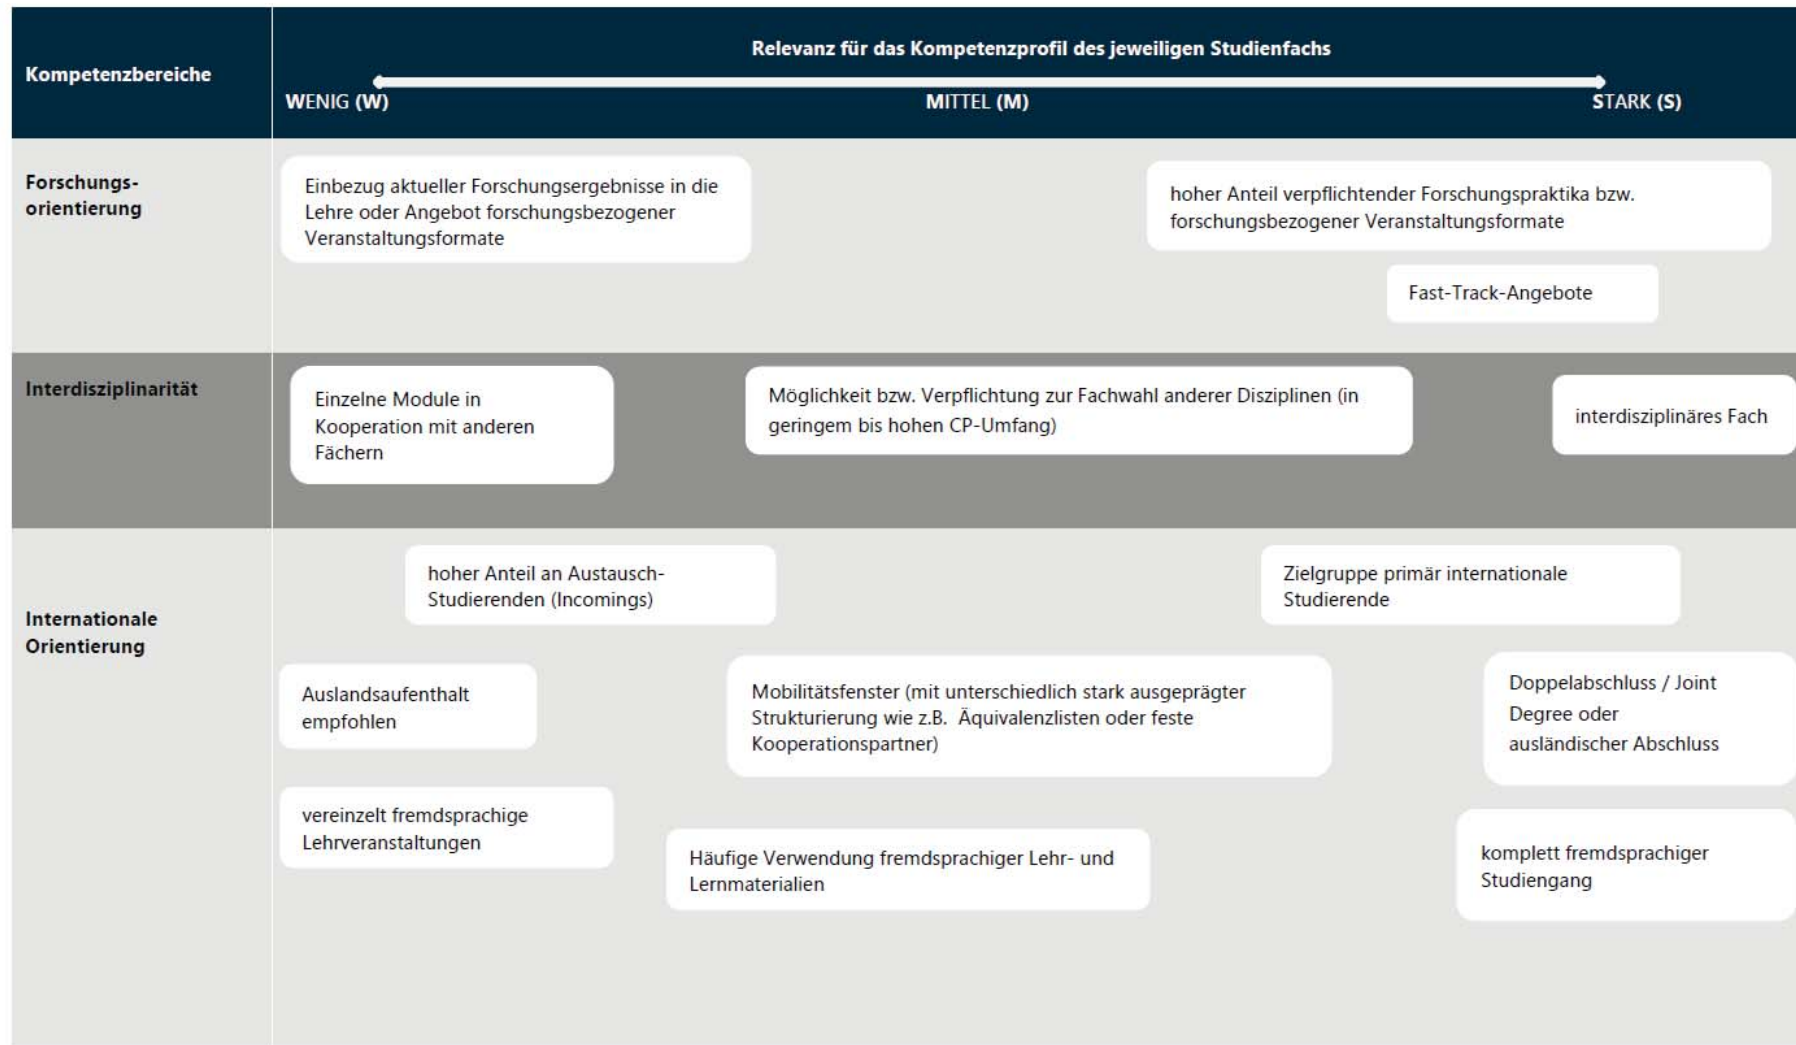 Kompetenzbereiche
Relevanz für das Kompetenzprofil des jeweiligen Studienfachs
WENIG (W)
MITTEL (M)
STARK (S)
Forschungs-
orientierung
Einbezug aktueller Forschungsergebnisse in die
Lehre oder Angebot forschungsbezogener
Veranstaltungsformate
hoher Anteil verpflichtender Forschungspraktika bzw.
forschungsbezogener Veranstaltungsformate
Fast-Track-Angebote
Interdisziplinarität
Einzelne Module in
Kooperation mit anderen
Fächern
Möglichkeit bzw. Verpflichtung zur Fachwahl anderer Disziplinen (in
geringem bis hohen CP-Umfang)
interdisziplinäres Fach
Internationale
Orientierung
hoher Anteil an Austausch-
Studierenden (Incomings)
Zielgruppe primär internationale
Studierende
Auslandsaufenthalt
empfohlen
Mobilitätsfenster (mit unterschiedlich stark ausgeprägter
Strukturierung wie z.B. Äquivalenzlisten oder feste
Kooperationspartner)
Doppelabschluss / Joint
Degree oder
ausländischer Abschluss
vereinzelt fremdsprachige
Lehrveranstaltungen
Häufige Verwendung fremdsprachiger Lehr- und
Lernmaterialien
komplett fremdsprachiger
Studiengang